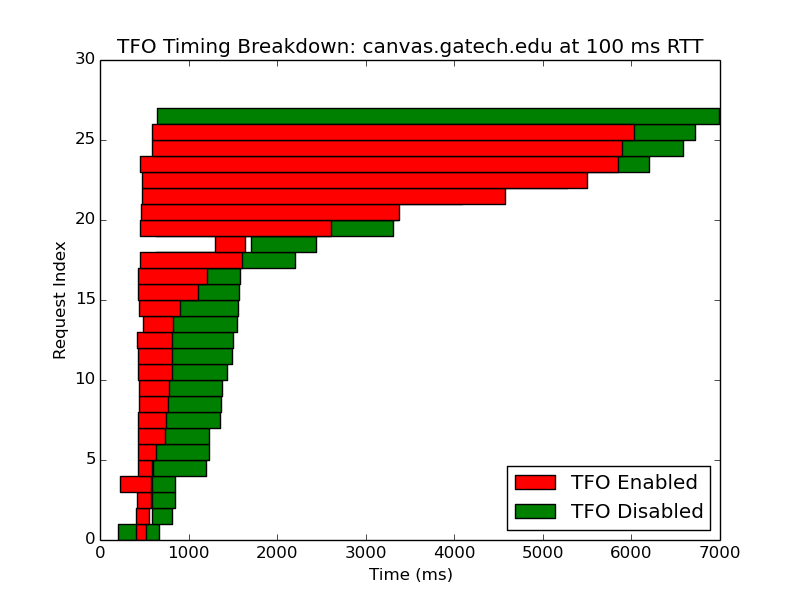 TFO Timing Breakdown: canvas.gatech.edu at 100 ms RTT
30
25
20
15
10
5
0
Request Index
TFO Enabled
TFO Disabled
0 1000 2000 3000 4000 5000 6000 7000
Time (ms)